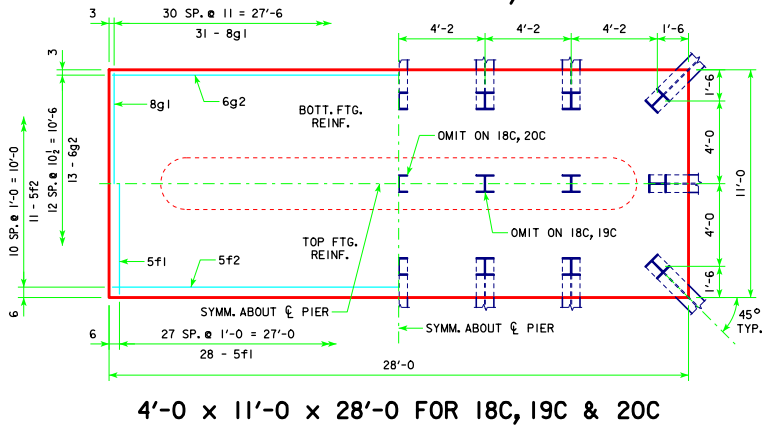 3
30 SP. @ 11 = 27'-6
31 - 8g1
4'-2
4'-2
4'-2
1'-6
3
8g1
6g2
BOTT. FTG.
REINF.
OMIT ON 18C, 20C
1'-6
4'-0
11'-0
10 SP. @ 1'-0 = 10'-0
11 - 5f2
12 SP. @ 10 1/2 = 10'-6
13 - 6g2
OMIT ON 18C, 19C
4'-0
TOP FTG.
REINF.
5f1
5f2
1'-6
6
SYMM. ABOUT ℄ PIER
SYMM. ABOUT ℄ PIER
45°
TYP.
6
27 SP. @ 1'-0 = 27'-0
28 - 5f1
28'-0
4'-0 x 11'-0 x 28'-0 FOR 18C, 19C & 20C